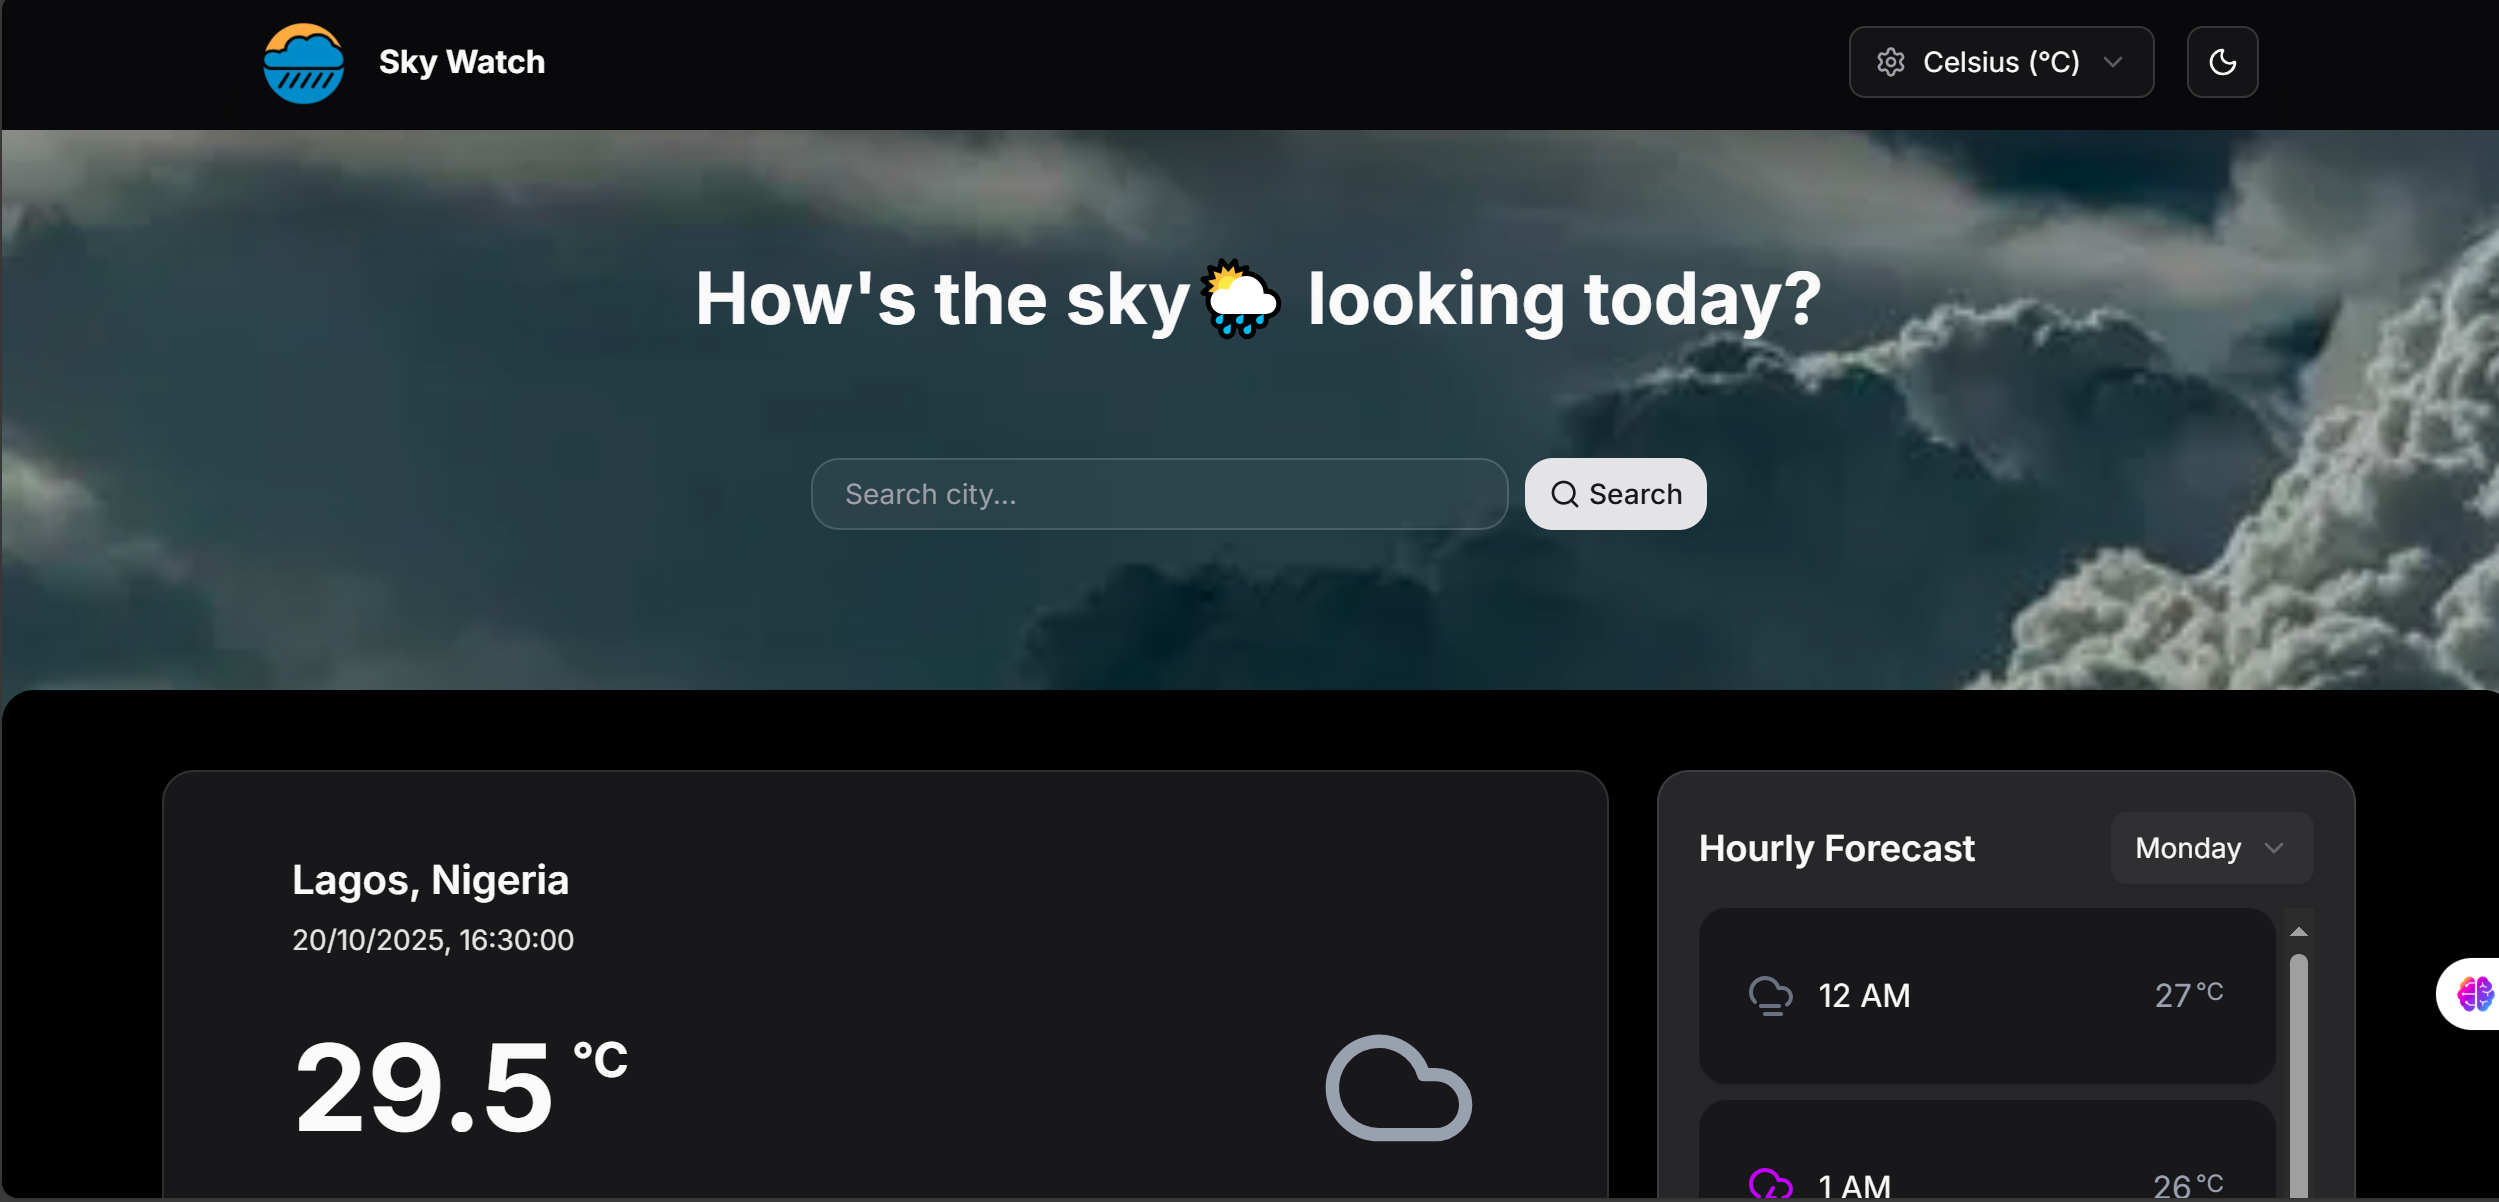 Sky Watch
Celsius (°C)
How's the sky looking today?
Search city...
Search
Lagos, Nigeria
20/10/2025, 16:30:00
29.5 °C
Hourly Forecast
Monday
12 AM
27 °C
1 AM
26 °C